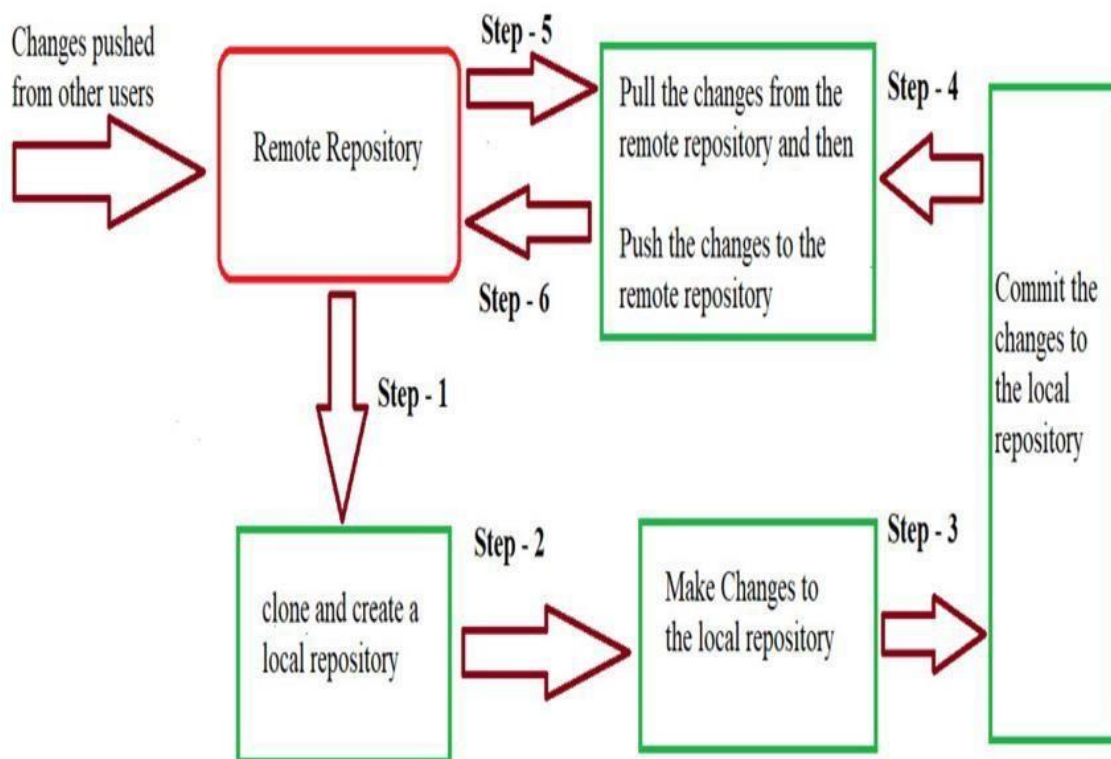 Changes pushed
from other users
Remote Repository
Step - 5
Pull the changes from the
remote repository and then
Push the changes to the
remote repository
Step - 4
Step - 6
Commit the
changes to
the local
repository
Step - 1
clone and create a
local repository
Step - 2
Make Changes to
the local repository
Step - 3